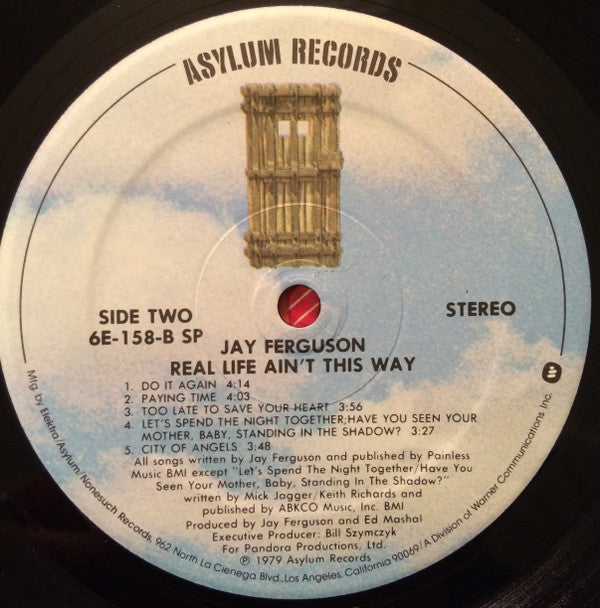 ASYLUM RECORDS
SIDE TWO
6E-158-B SP
STEREO
JAY FERGUSON
REAL LIFE AIN'T THIS WAY
1. DO IT AGAIN 4:14
2. PAYING TIME 4:03
3. TOO LATE TO SAVE YOUR HEART 3:56
4. LET'S SPEND THE NIGHT TOGETHER;HAVE YOU SEEN YOUR
MOTHER, BABY, STANDING IN THE SHADOW? 3:27
5. CITY OF ANGELS 3:48
All songs written by Jay Ferguson and published by Painless
Music BMI except "Let's Spend The Night Together/Have You
Seen Your Mother, Baby, Standing In The Shadow?"
written by Mick Jagger/Keith Richards and
published by ABKCO Music, Inc. BMI
Produced by Jay Ferguson and Ed Mashal
Executive Producer: Bill Szymczyk
For Pandora Productions, Ltd.
℗ 1979 Asylum Records
Mfg. by Elektra/Asylum/Nonesuch Records, 962 North La Cienega Blvd., Los Angeles, California 90069/A Division of Warner Communications Inc.